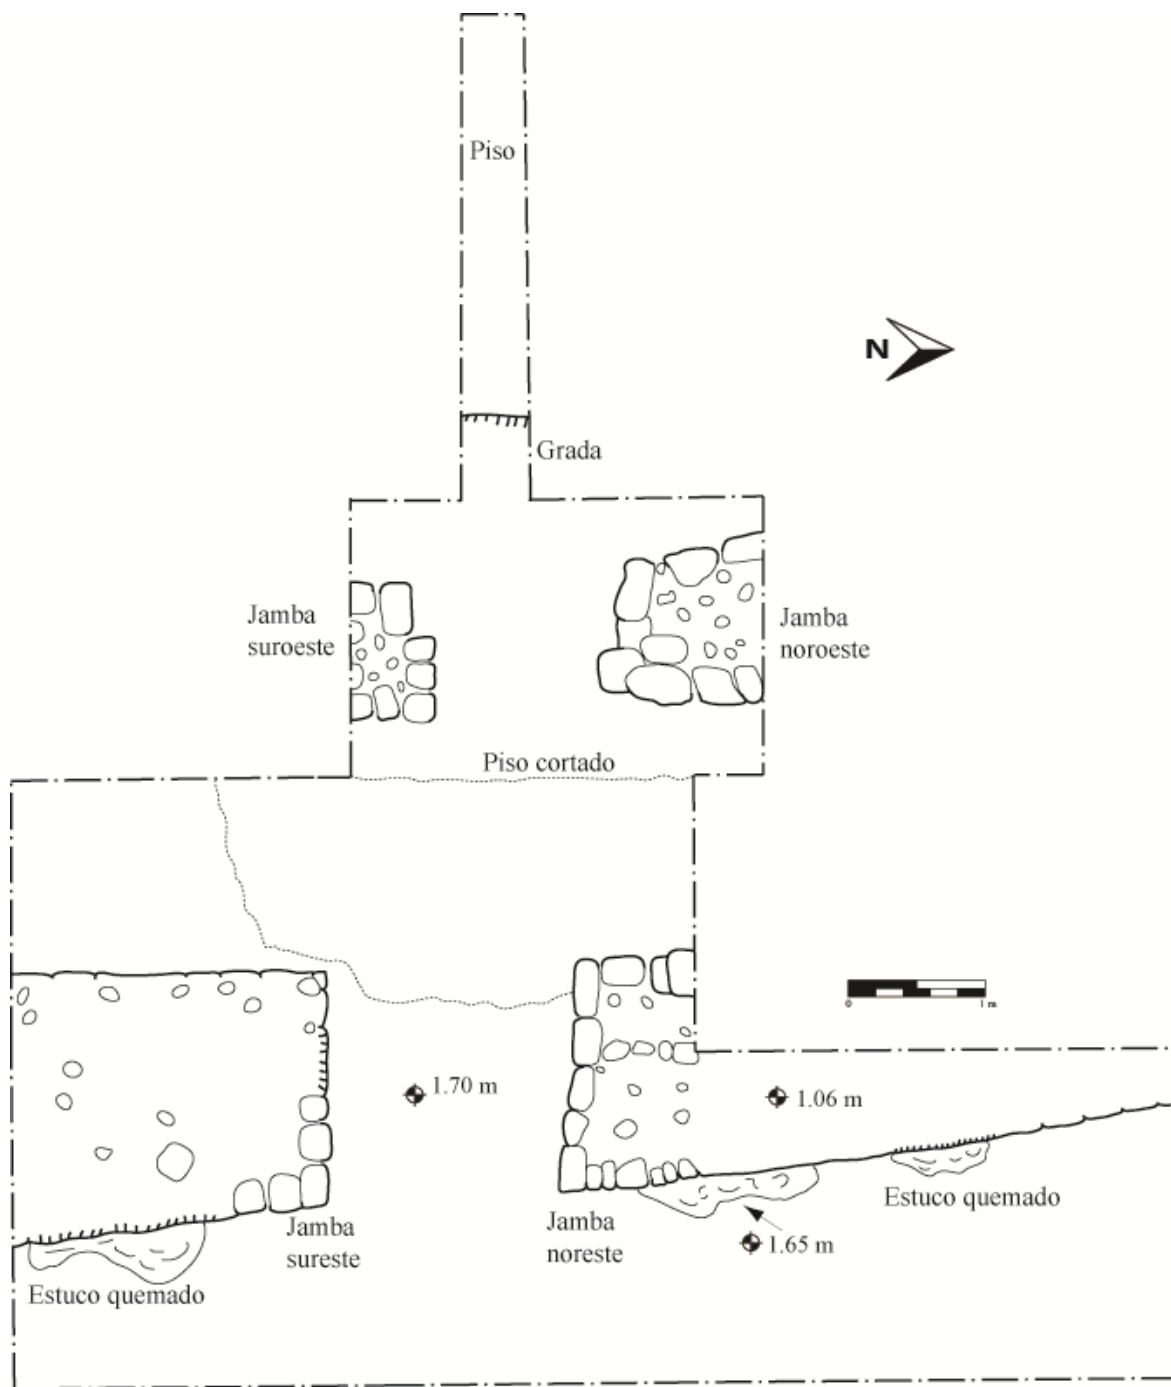 Piso
N
Grada
Jamba
suroeste
Jamba
noroeste
Piso cortado
0
1 m
1.70 m
1.06 m
Jamba
sureste
Jamba
noreste
Estuco quemado
1.65 m
Estuco quemado